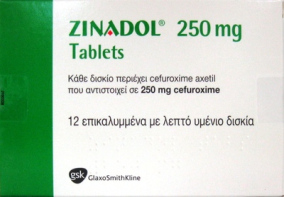 ZINADOL® 250 mg
Tablets
Κάθε δισκίο περιέχει cefuroxime axetil
που αντιστοιχεί σε 250 mg cefuroxime
12 επικαλυμμένα με λεπτό υμένιο δισκία
gsk GlaxoSmithKline